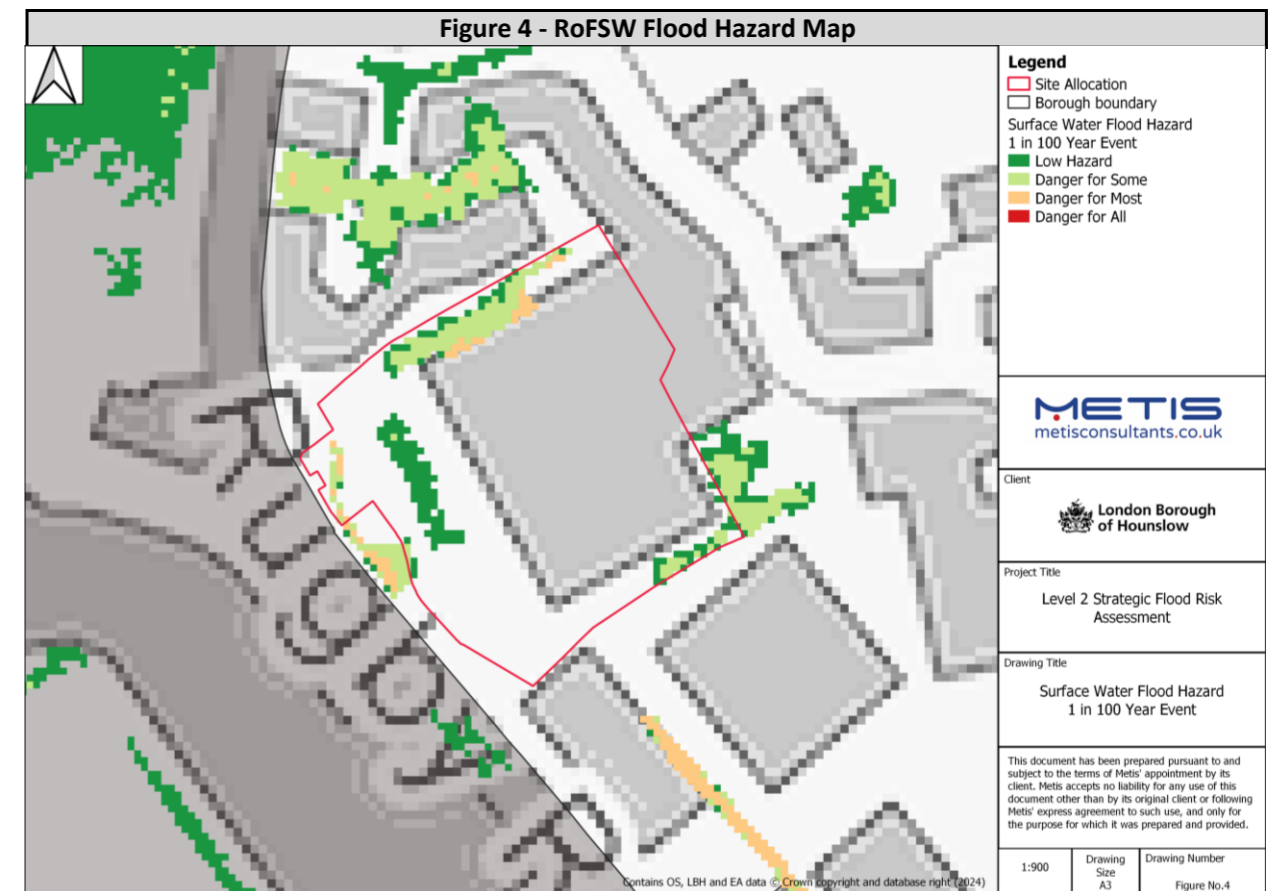 Figure 4 - RoFSW Flood Hazard Map
Legend
Site Allocation
Borough boundary
Surface Water Flood Hazard
1 in 100 Year Event
Low Hazard
Danger for Some
Danger for Most
Danger for All
METIS
metisconsultants.co.uk
Client
London Borough
of Hounslow
Project Title
Level 2 Strategic Flood Risk
Assessment
Drawing Title
Surface Water Flood Hazard
1 in 100 Year Event
This document has been prepared pursuant to and
subject to the terms of Metis' appointment by its
client. Metis accepts no liability for any use of this
document other than by its original client or following
Metis' express agreement to such use, and only for
the purpose for which it was prepared and provided.
1:900
Drawing
Size
A3
Drawing Number
Figure No.4
Rugby R
Contains OS, LBH and EA data © Crown copyright and database right (2024)